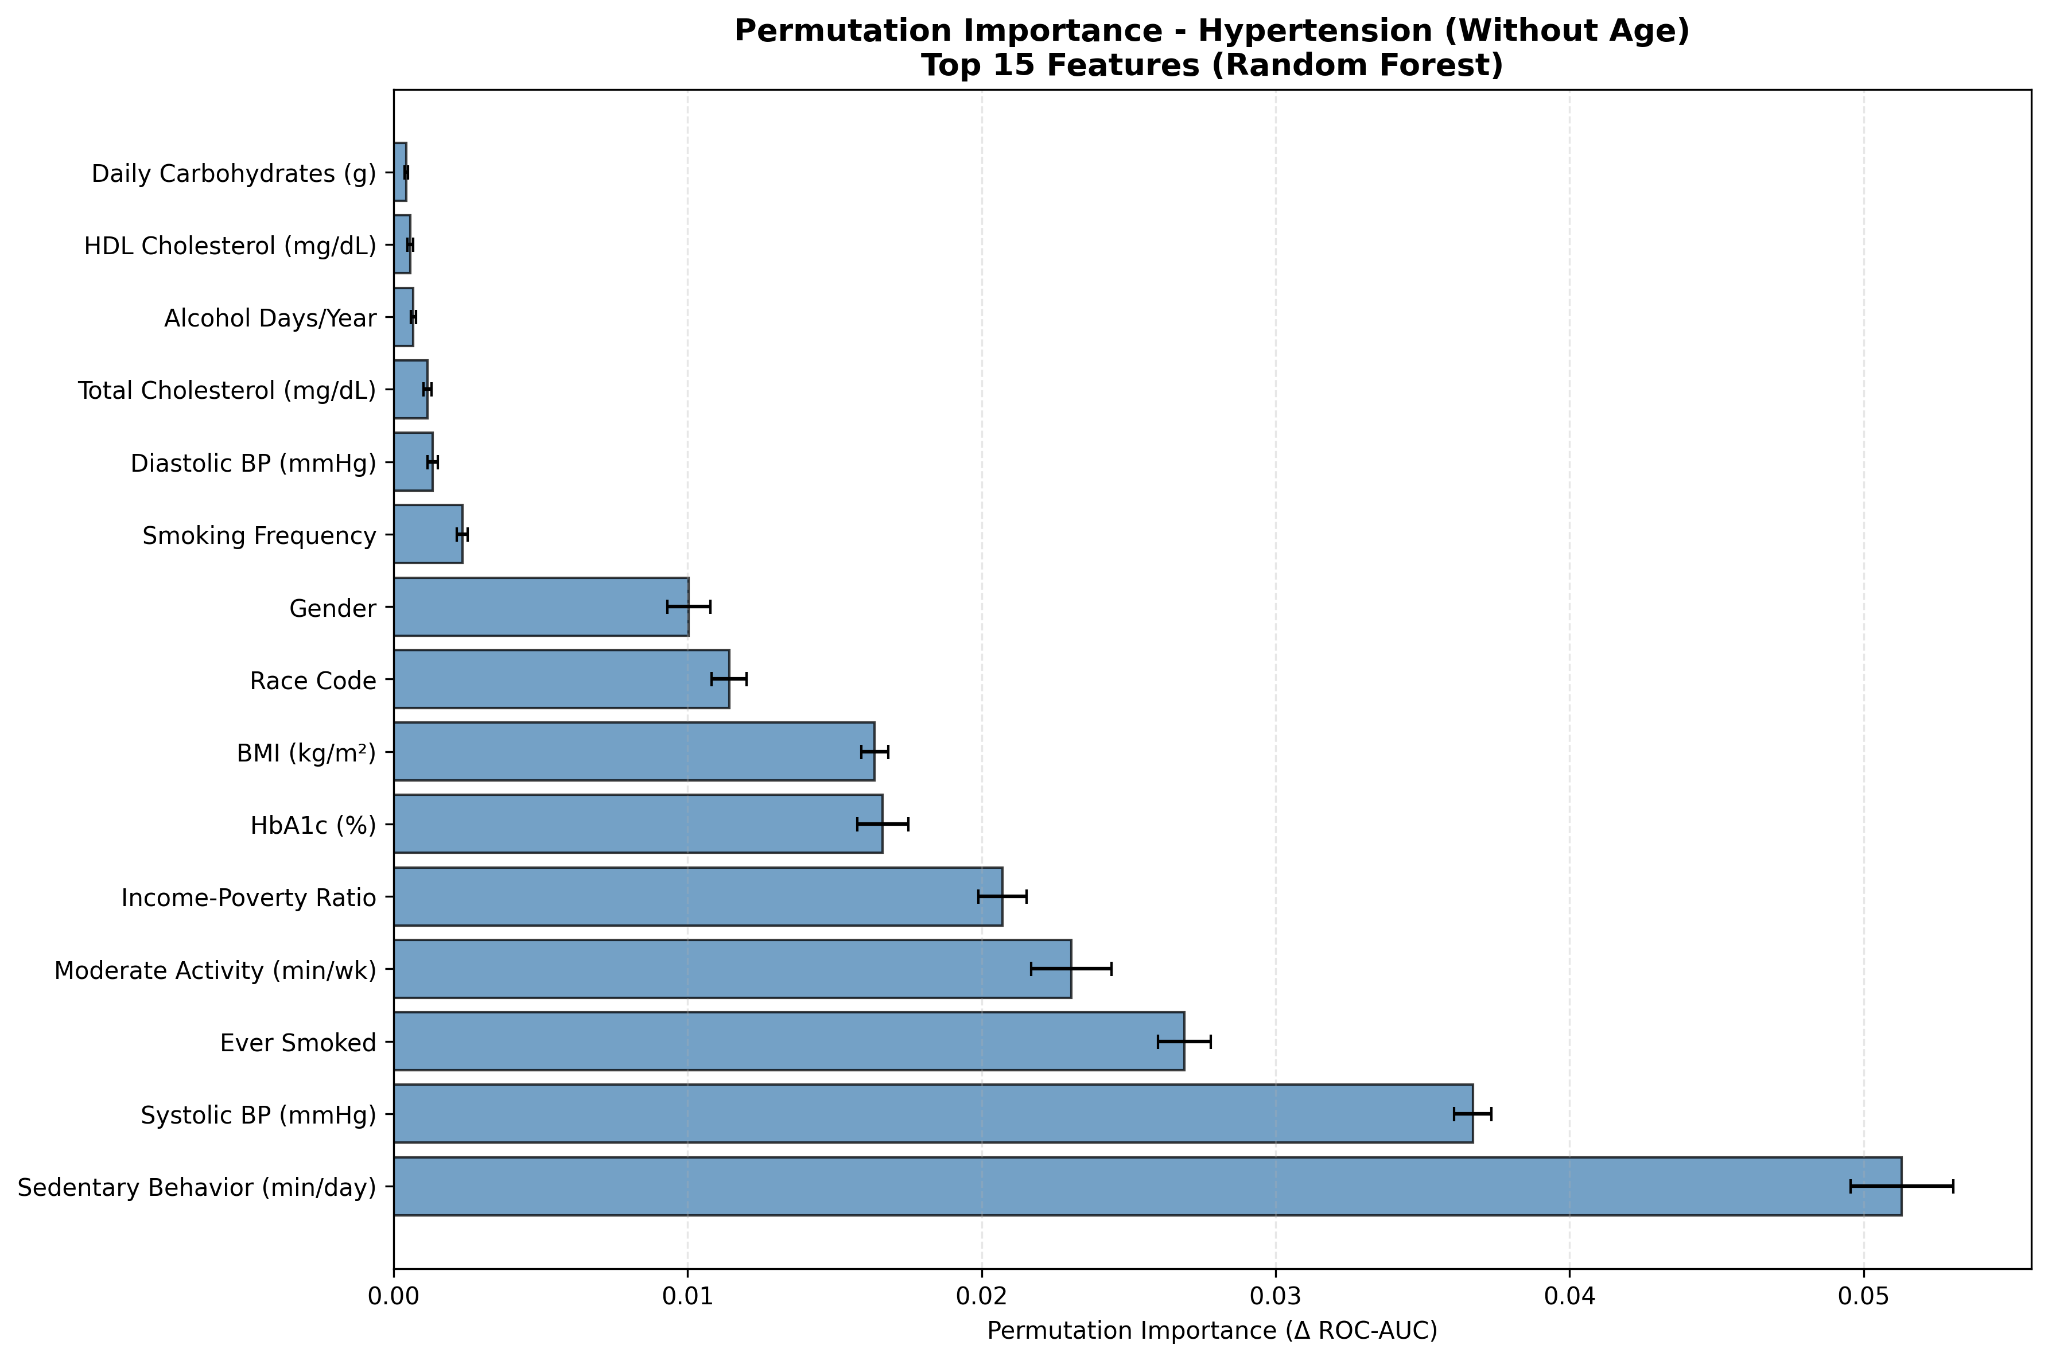 Permutation Importance - Hypertension (Without Age)
Top 15 Features (Random Forest)
Daily Carbohydrates (g)
HDL Cholesterol (mg/dL)
Alcohol Days/Year
Total Cholesterol (mg/dL)
Diastolic BP (mmHg)
Smoking Frequency
Gender
Race Code
BMI (kg/m²)
HbA1c (%)
Income-Poverty Ratio
Moderate Activity (min/wk)
Ever Smoked
Systolic BP (mmHg)
Sedentary Behavior (min/day)
0.00 0.01 0.02 0.03 0.04 0.05
Permutation Importance (Δ ROC-AUC)